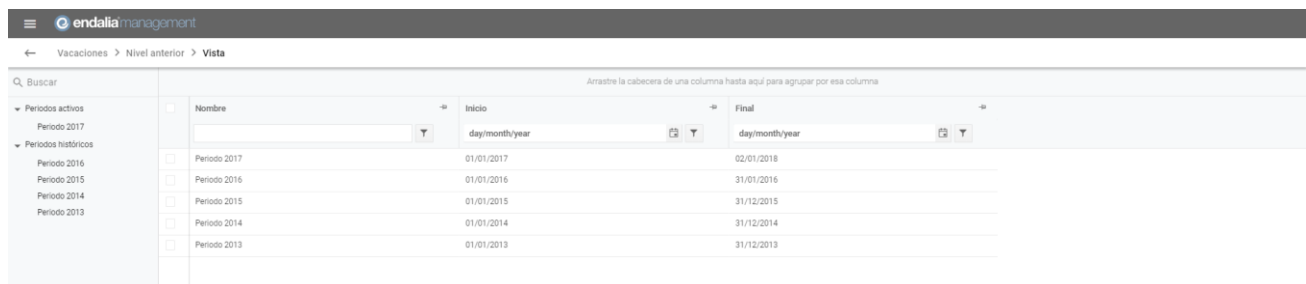 endalia management
Vacaciones > Nivel anterior > Vista
Buscar
Arrastre la cabecera de una columna hasta aquí para agrupar por esa columna
Periodos activos
Periodo 2017
Periodos históricos
Periodo 2016
Periodo 2015
Periodo 2014
Periodo 2013
Nombre Inicio Final
day/month/year day/month/year
Periodo 2017 01/01/2017 02/01/2018
Periodo 2016 01/01/2016 31/01/2016
Periodo 2015 01/01/2015 31/12/2015
Periodo 2014 01/01/2014 31/12/2014
Periodo 2013 01/01/2013 31/12/2013